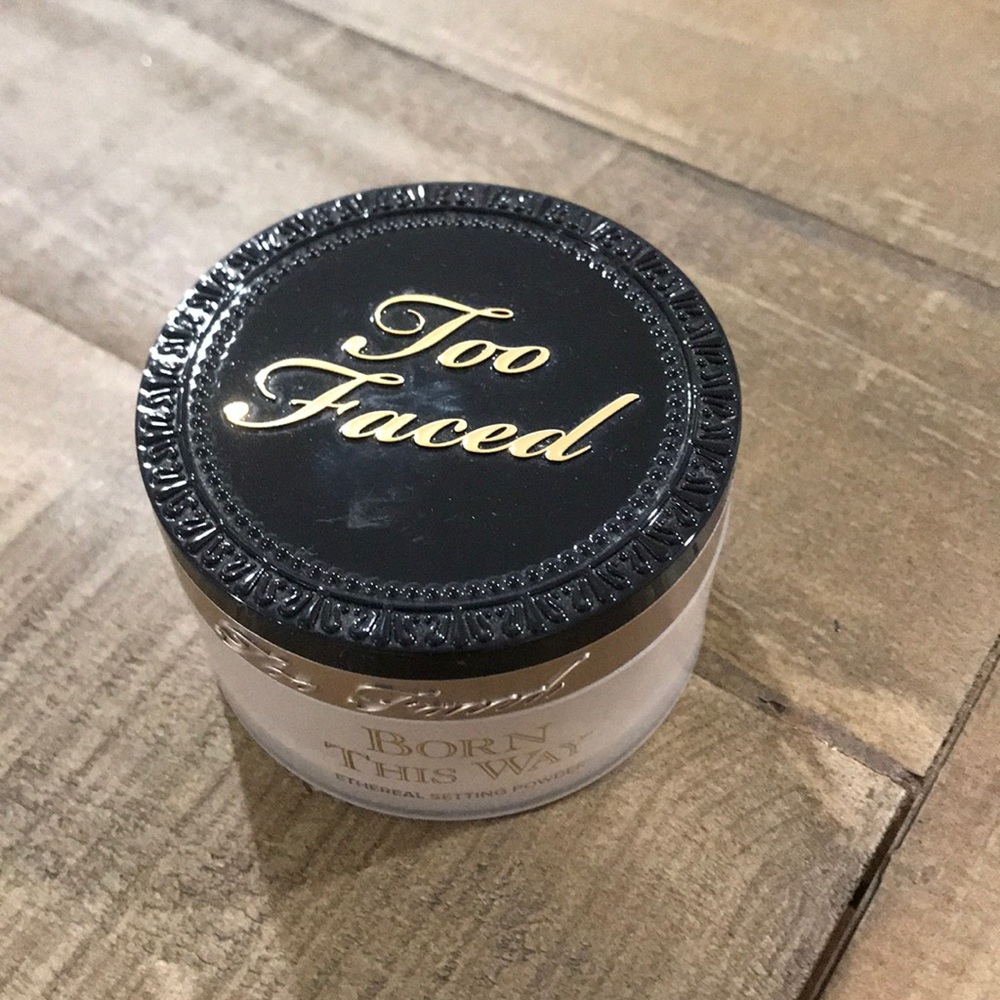 Too
Faced
Too Faced
BORN
THIS WAY
ETHEREAL SETTING POWDER